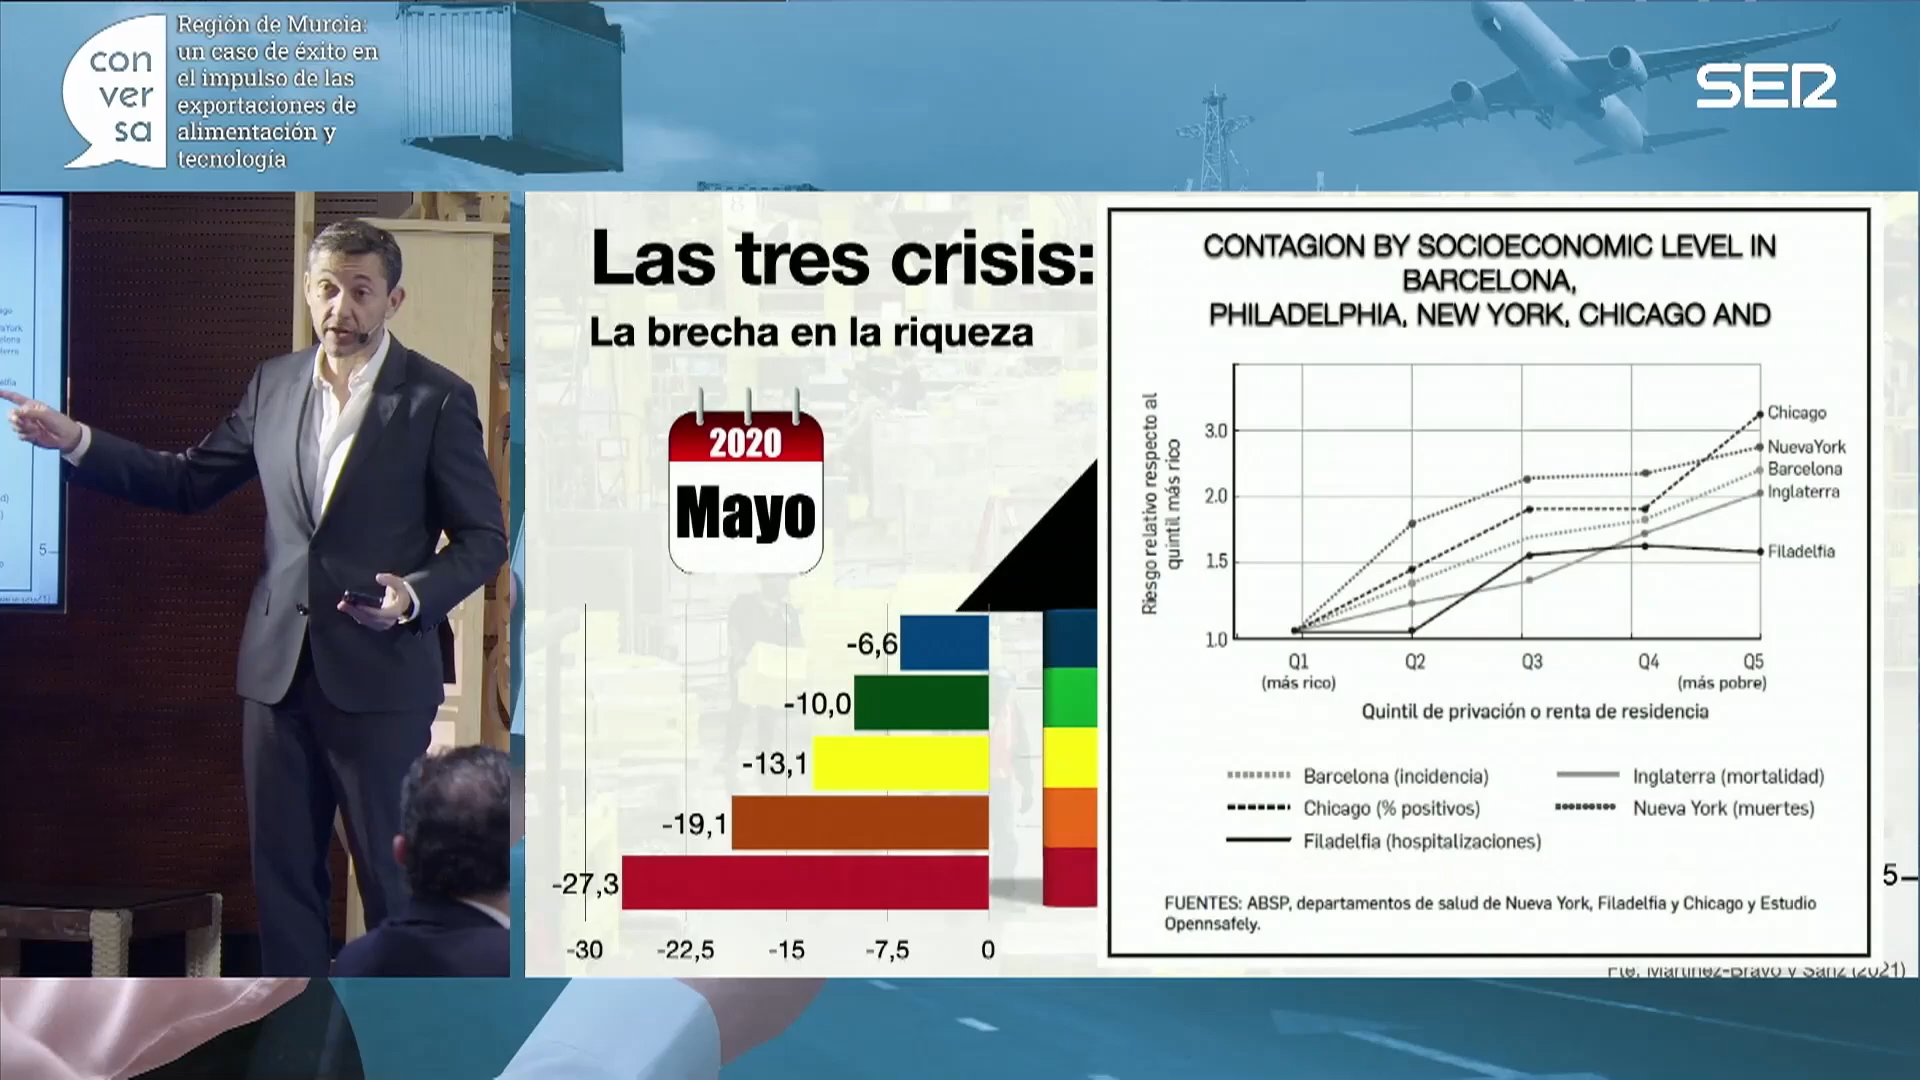 con
ver
sa
Región de Murcia:
un caso de éxito en
el impulso de las
exportaciones de
alimentación y
tecnología
SER
Las tres crisis:
La brecha en la riqueza
2020
Mayo
-6,6
-10,0
-13,1
-19,1
-27,3
-30 -22,5 -15 -7,5 0
CONTAGION BY SOCIOECONOMIC LEVEL IN
BARCELONA,
PHILADELPHIA, NEW YORK, CHICAGO AND
Riesgo relativo respecto al
quintil más rico
3.0
2.0
1.5
1.0
Chicago
NuevaYork
Barcelona
Inglaterra
Filadelfia
Q1 Q2 Q3 Q4 Q5
(más rico) (más pobre)
Quintil de privación o renta de residencia
Barcelona (incidencia) Inglaterra (mortalidad)
Chicago (% positivos) Nueva York (muertes)
Filadelfia (hospitalizaciones)
FUENTES: ABSP, departamentos de salud de Nueva York, Filadelfia y Chicago y Estudio
Opennsafely.
5
Fte. Martínez-Bravo y Sanz (2021)
5